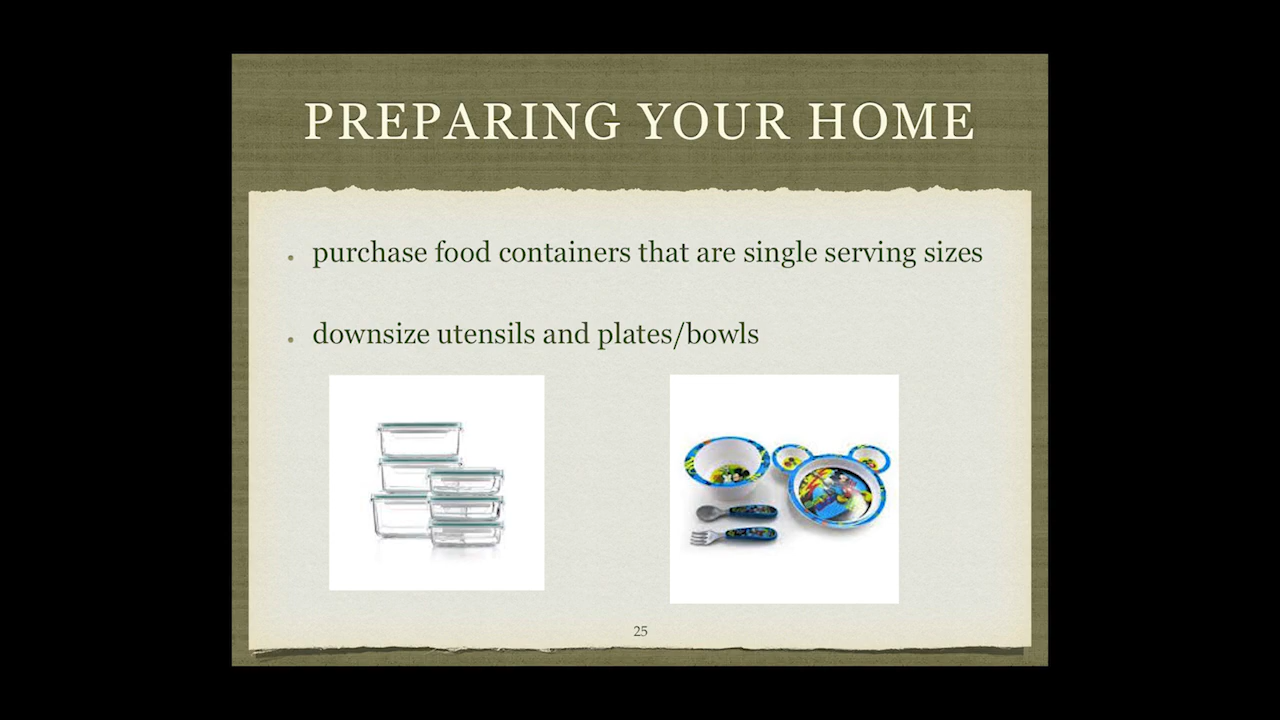 PREPARING YOUR HOME
purchase food containers that are single serving sizes
downsize utensils and plates/bowls
25